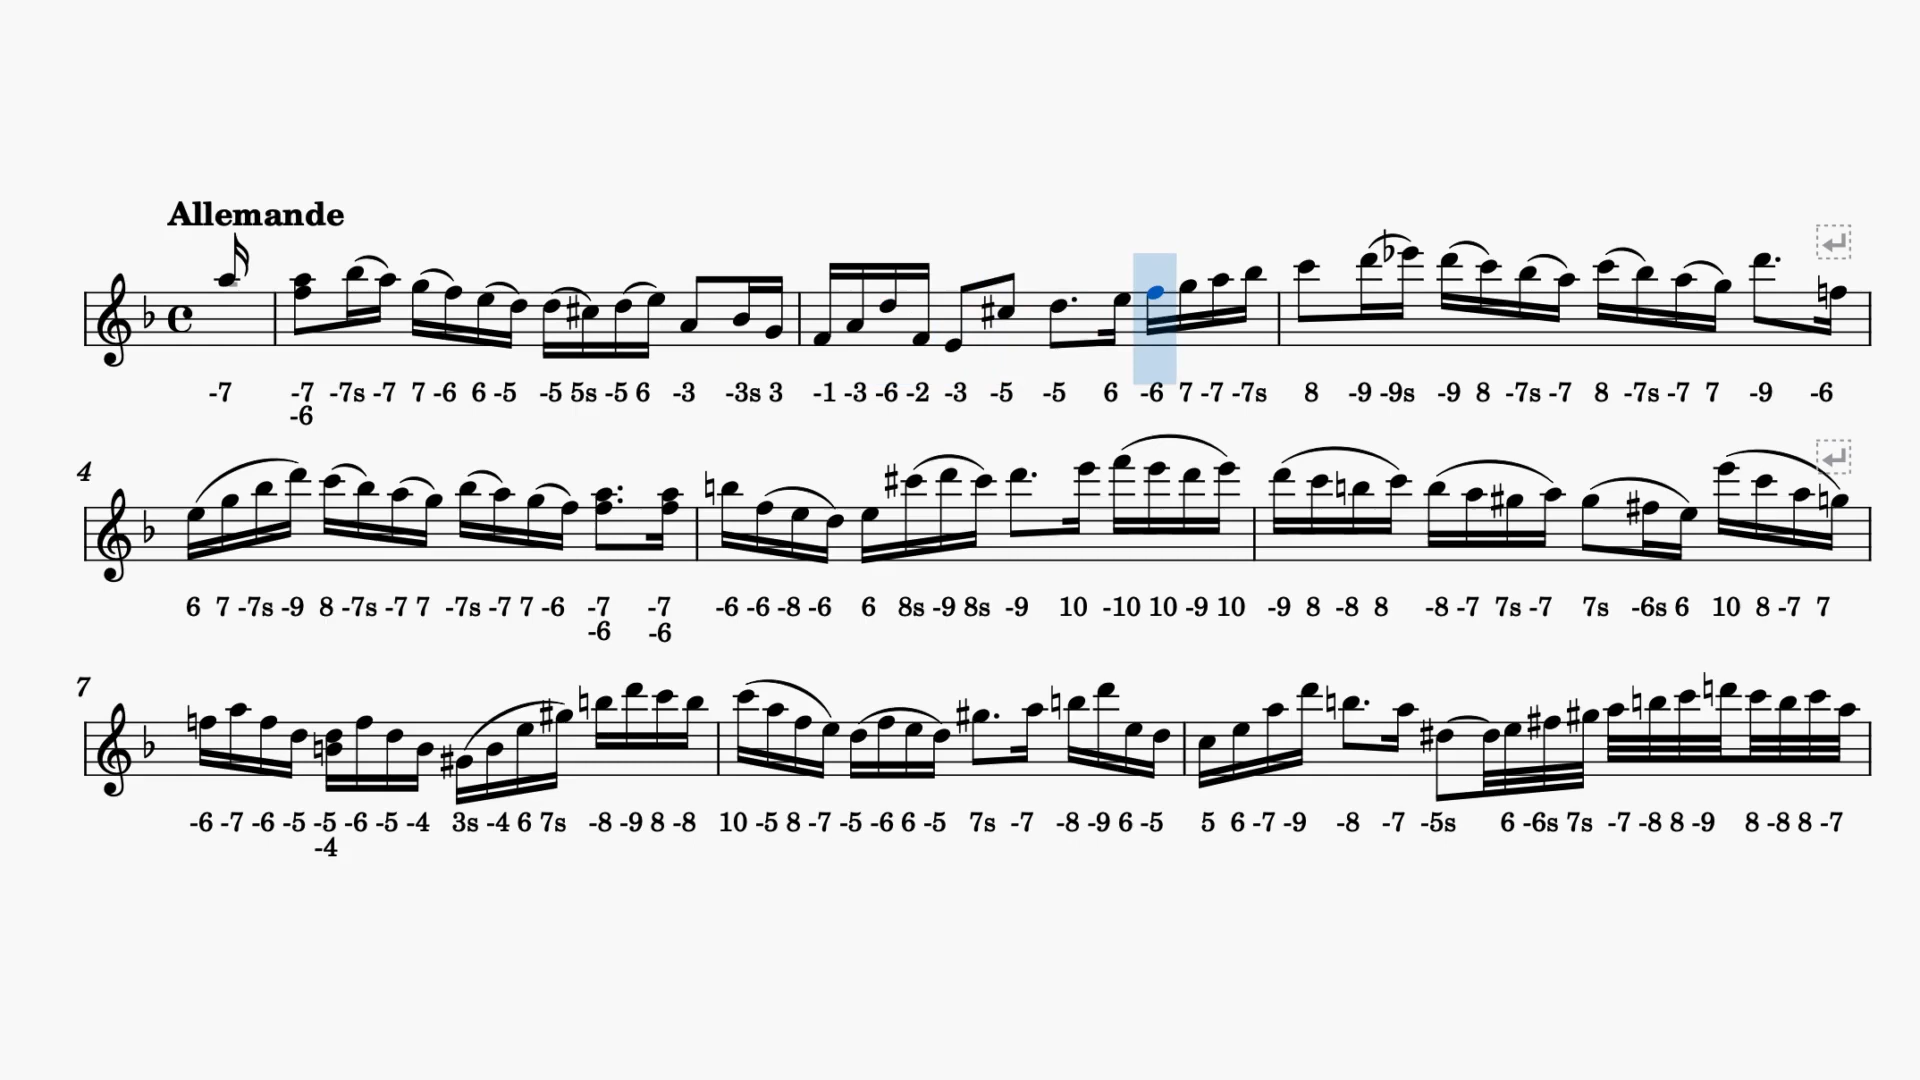 Allemande
-7 -7 -7s -7 7 -6 6 -5 -5 5s -5 6 -3 -3s 3 -1 -3 -6 -2 -3 -5 -5 6 -6 7 -7 -7s 8 -9 -9s -9 8 -7s -7 8 -7s -7 7 -9 -6
-6
4
6 7 -7s -9 8 -7s -7 7 -7s -7 7 -6 -7 -7 -6 -6 -8 -6 6 8s -9 8s -9 10 -10 10 -9 10 -9 8 -8 8 -8 -7 7s -7 7s -6s 6 10 8 -7 7
-6 -6
7
-6 -7 -6 -5 -5 -6 -5 -4 3s -4 6 7s -8 -9 8 -8 10 -5 8 -7 -5 -6 6 -5 7s -7 -8 -9 6 -5 5 6 -7 -9 -8 -7 -5s 6 -6s 7s -7 -8 8 -9 8 -8 8 -7
-4